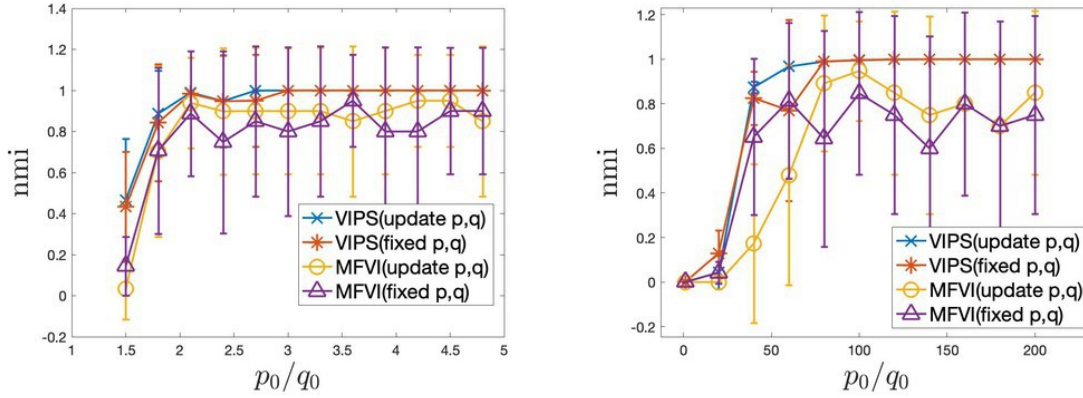 1.4
1.2
1
0.8
0.6
0.4
0.2
0
-0.2
nmi
1 1.5 2 2.5 3 3.5 4 4.5 5
p₀/q₀
VIPS(update p,q)
VIPS(fixed p,q)
MFVI(update p,q)
MFVI(fixed p,q)
1.2
1
0.8
0.6
0.4
0.2
0
-0.2
nmi
0 50 100 150 200
p₀/q₀
VIPS(update p,q)
VIPS(fixed p,q)
MFVI(update p,q)
MFVI(fixed p,q)